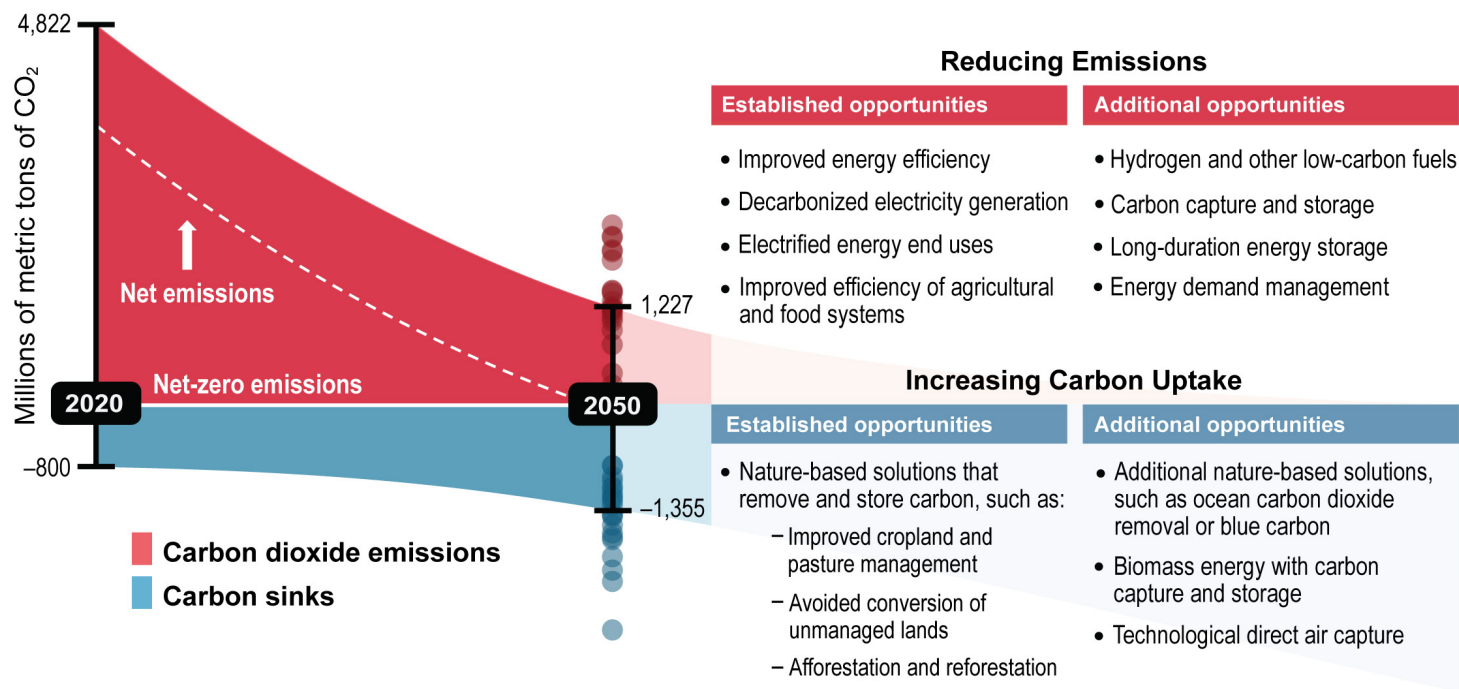 4,822
Millions of metric tons of CO₂
Net emissions
Net-zero emissions
2020
2050
–800
1,227
–1,355
Carbon dioxide emissions
Carbon sinks
Reducing Emissions
Established opportunities
• Improved energy efficiency
• Decarbonized electricity generation
• Electrified energy end uses
• Improved efficiency of agricultural
and food systems
Additional opportunities
• Hydrogen and other low-carbon fuels
• Carbon capture and storage
• Long-duration energy storage
• Energy demand management
Increasing Carbon Uptake
Established opportunities
• Nature-based solutions that
remove and store carbon, such as:
– Improved cropland and
pasture management
– Avoided conversion of
unmanaged lands
– Afforestation and reforestation
Additional opportunities
• Additional nature-based solutions,
such as ocean carbon dioxide
removal or blue carbon
• Biomass energy with carbon
capture and storage
• Technological direct air capture